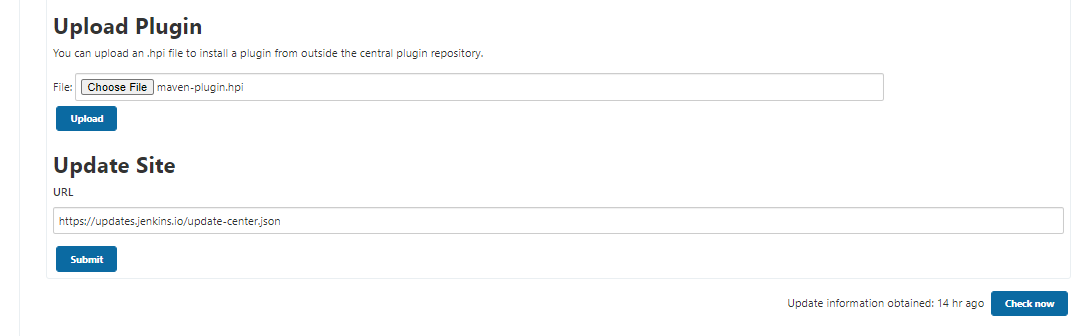 Upload Plugin
You can upload an .hpi file to install a plugin from outside the central plugin repository.
File: Choose File maven-plugin.hpi
Upload
Update Site
URL
https://updates.jenkins.io/update-center.json
Submit
Update information obtained: 14 hr ago Check now